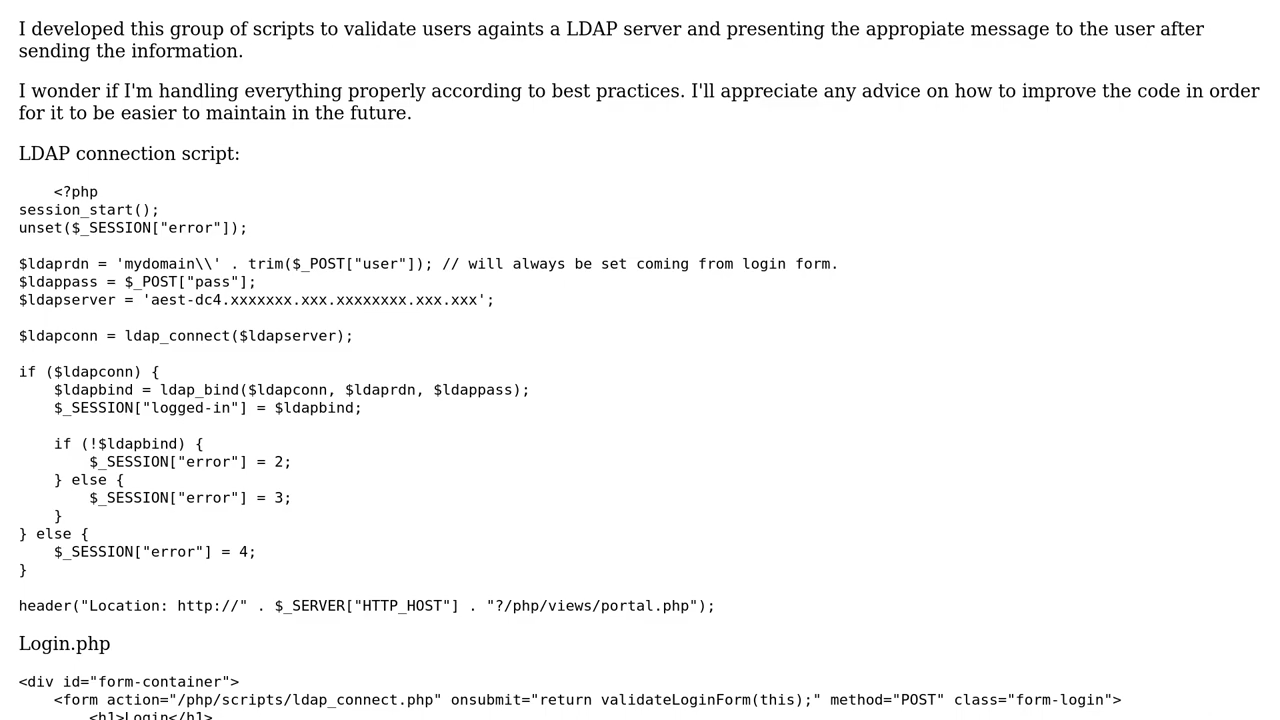 I developed this group of scripts to validate users againts a LDAP server and presenting the appropiate message to the user after
sending the information.
I wonder if I'm handling everything properly according to best practices. I'll appreciate any advice on how to improve the code in order
for it to be easier to maintain in the future.
LDAP connection script:
    <?php
session_start();
unset($_SESSION["error"]);
$ldaprdn = 'mydomain\\' . trim($_POST["user"]); // will always be set coming from login form.
$ldappass = $_POST["pass"];
$ldapserver = 'aest-dc4.xxxxxxx.xxx.xxxxxxxx.xxx.xxx';
$ldapconn = ldap_connect($ldapserver);
if ($ldapconn) {
    $ldapbind = ldap_bind($ldapconn, $ldaprdn, $ldappass);
    $_SESSION["logged-in"] = $ldapbind;
    if (!$ldapbind) {
        $_SESSION["error"] = 2;
    } else {
        $_SESSION["error"] = 3;
    }
} else {
    $_SESSION["error"] = 4;
}
header("Location: http://" . $_SERVER["HTTP_HOST"] . "?/php/views/portal.php");
Login.php
<div id="form-container">
    <form action="/php/scripts/ldap_connect.php" onsubmit="return validateLoginForm(this);" method="POST" class="form-login">
        <h1>Login</h1>